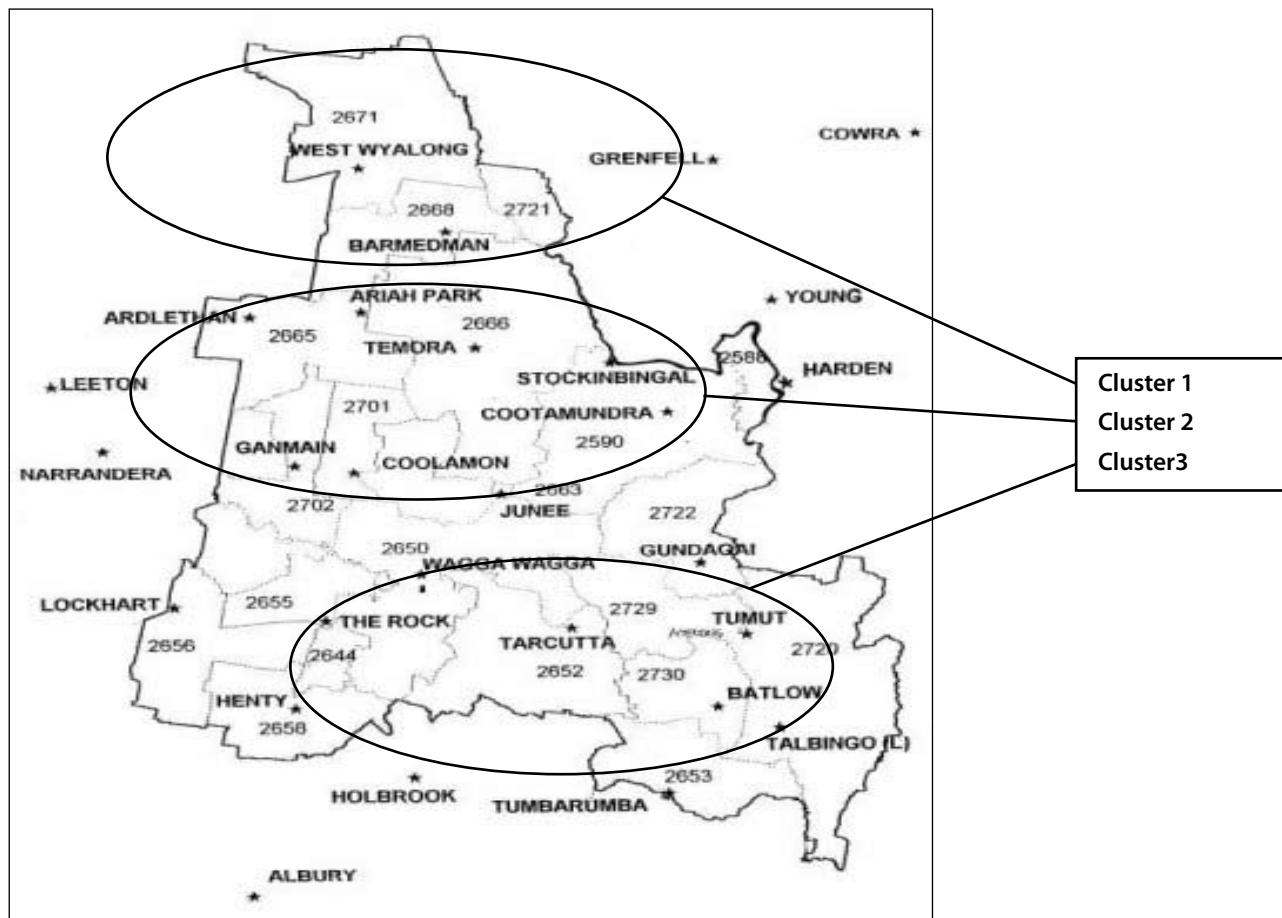 2671
WEST WYALONG
COWRA
GRENFELL
2668
2721
BARMEDMAN
ARIAH PARK
YOUNG
ARDLETHAN
2665
2666
TEMORA
2588
STOCKINBINGAL
HARDEN
LEETON
2701
COOTAMUNDRA
Cluster 1
Cluster 2
Cluster3
GANMAIN
2590
COOLAMON
NARRANDERA
2663
2702
JUNEE
2722
2650
GUNDAGAI
WAGGA WAGGA
LOCKHART
2655
2729
THE ROCK
TUMUT
TARCUTTA
2656
2644
2720
2652
2730
HENTY
BATLOW
2658
TALBINGO (L)
2653
HOLBROOK
TUMBARUMBA
ALBURY